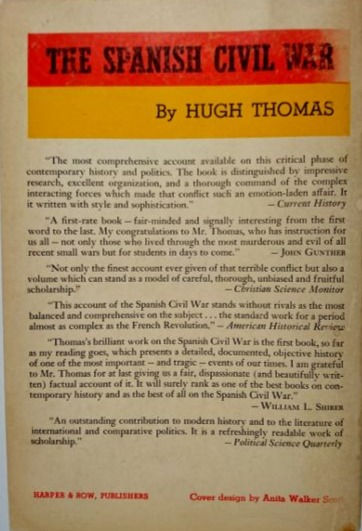 THE SPANISH CIVIL WAR
By HUGH THOMAS
"The most comprehensive account available on this critical phase of
contemporary history and politics. The book is distinguished by impressive
research, excellent organization, and a thorough command of the complex
interacting forces which made that conflict such an emotion-laden affair. It
it written with style and sophistication." — Current History
"A first-rate book — fair-minded and signally interesting from the first
word to the last. My congratulations to Mr. Thomas, who has instruction for
us all — not only those who lived through the most murderous and evil of all
recent small wars but for students in days to come." — JOHN GUNTHER
"Not only the finest account ever given of that terrible conflict but also a
volume which can stand as a model of careful, thorough, unbiased and fruitful
scholarship." — Christian Science Monitor
"This account of the Spanish Civil War stands without rivals as the most
balanced and comprehensive on the subject . . . the standard work for a period
almost as complex as the French Revolution." — American Historical Review
"Thomas's brilliant work on the Spanish Civil War is the first book, so far
as my reading goes, which presents a detailed, documented, objective history
of one of the most important — and tragic — events of our times. I am grateful
to Mr. Thomas for at last giving us a fair, dispassionate (and beautifully writ-
ten) factual account of it. It will surely rank as one of the best books on con-
temporary history and as the best of all on the Spanish Civil War."
— WILLIAM L. SHIRER
"An outstanding contribution to modern history and to the literature of
international and comparative politics. It is a refreshingly readable work of
scholarship." — Political Science Quarterly
HARPER & ROW, PUBLISHERS
Cover design by Anita Walker Scott